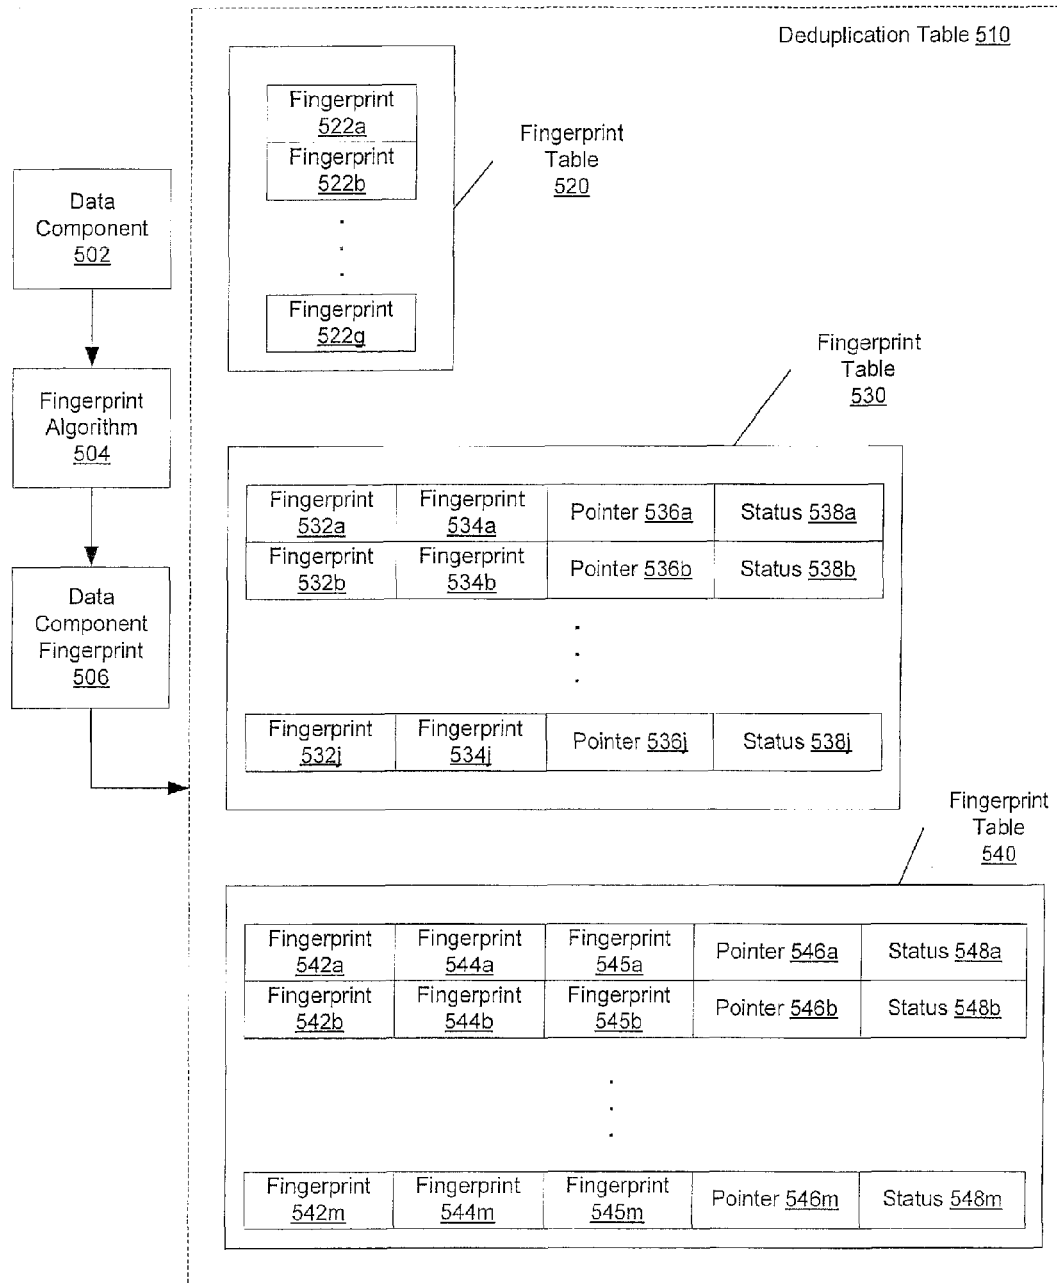 Deduplication Table 510
Fingerprint
522a
Fingerprint
522b
Fingerprint
522g
Fingerprint
Table
520
Data
Component
502
Fingerprint
Algorithm
504
Data
Component
Fingerprint
506
Fingerprint
Table
530
Fingerprint
532a
Fingerprint
534a
Pointer 536a
Status 538a
Fingerprint
532b
Fingerprint
534b
Pointer 536b
Status 538b
Fingerprint
532j
Fingerprint
534j
Pointer 536j
Status 538j
Fingerprint
Table
540
Fingerprint
542a
Fingerprint
544a
Fingerprint
545a
Pointer 546a
Status 548a
Fingerprint
542b
Fingerprint
544b
Fingerprint
545b
Pointer 546b
Status 548b
Fingerprint
542m
Fingerprint
544m
Fingerprint
545m
Pointer 546m
Status 548m